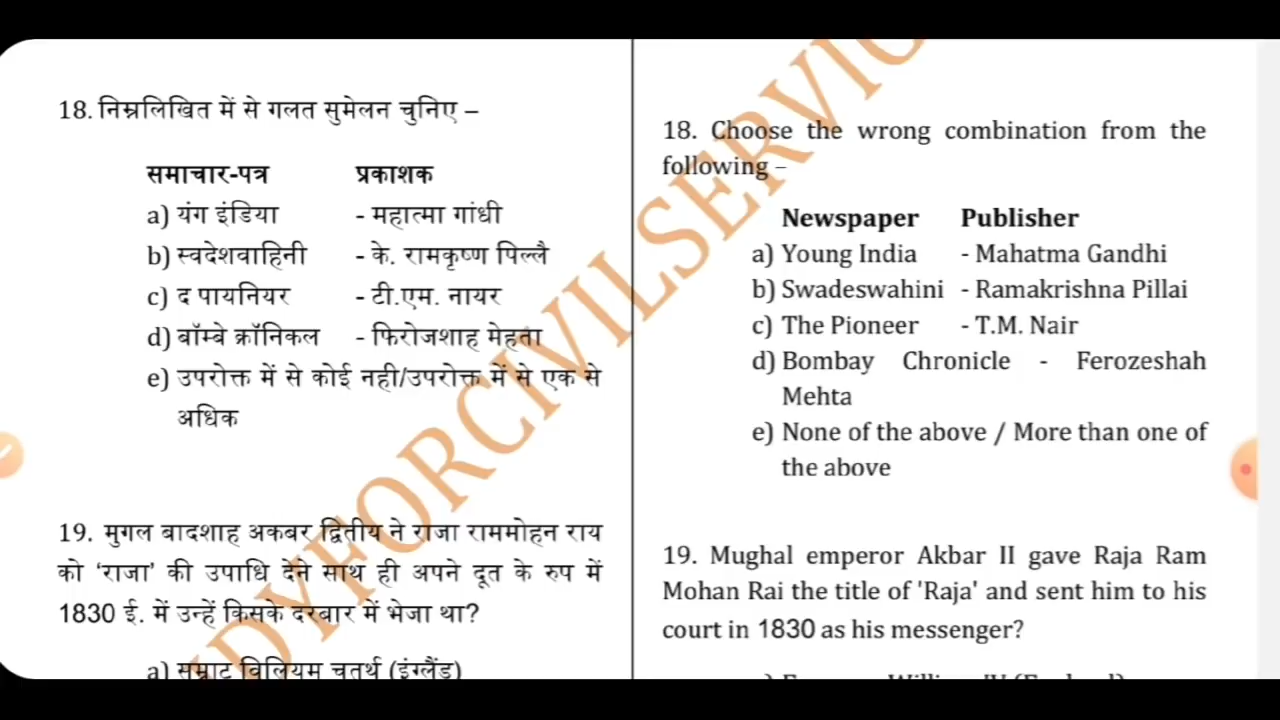 18. निम्नलिखित में से गलत सुमेलन चुनिए –
समाचार-पत्र प्रकाशक
a) यंग इंडिया - महात्मा गांधी
b) स्वदेशवाहिनी - के. रामकृष्ण पिल्लै
c) द पायनियर - टी.एम. नायर
d) बॉम्बे क्रॉनिकल - फिरोजशाह मेहता
e) उपरोक्त में से कोई नही/उपरोक्त में से एक से
अधिक
19. मुगल बादशाह अकबर द्वितीय ने राजा राममोहन राय
को ‘राजा’ की उपाधि देने साथ ही अपने दूत के रुप में
1830 ई. में उन्हें किसके दरबार में भेजा था?
a) सम्राट विलियम चतुर्थ (इंग्लैंड)
18. Choose the wrong combination from the
following –
Newspaper Publisher
a) Young India - Mahatma Gandhi
b) Swadeswahini - Ramakrishna Pillai
c) The Pioneer - T.M. Nair
d) Bombay Chronicle - Ferozeshah
Mehta
e) None of the above / More than one of
the above
19. Mughal emperor Akbar II gave Raja Ram
Mohan Rai the title of 'Raja' and sent him to his
court in 1830 as his messenger?
DYFORCIVILSERVIC